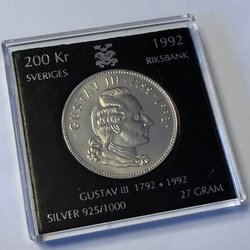 200 Kr
1992
SVERIGES
RIKSBANK
GUSTAV III
GUSTAV III 1792 • 1992
SILVER 925/1000
27 GRAM